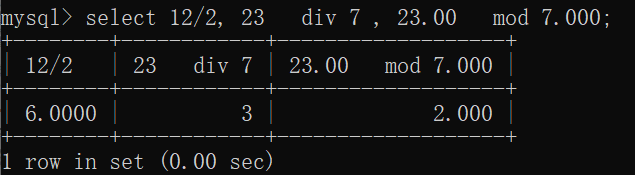 mysql> select 12/2, 23   div 7 , 23.00   mod 7.000;
+--------+-------------+---------------------+
| 12/2   | 23   div 7 | 23.00   mod 7.000 |
+--------+-------------+---------------------+
| 6.0000 |          3 |             2.000 |
+--------+-------------+---------------------+
1 row in set (0.00 sec)